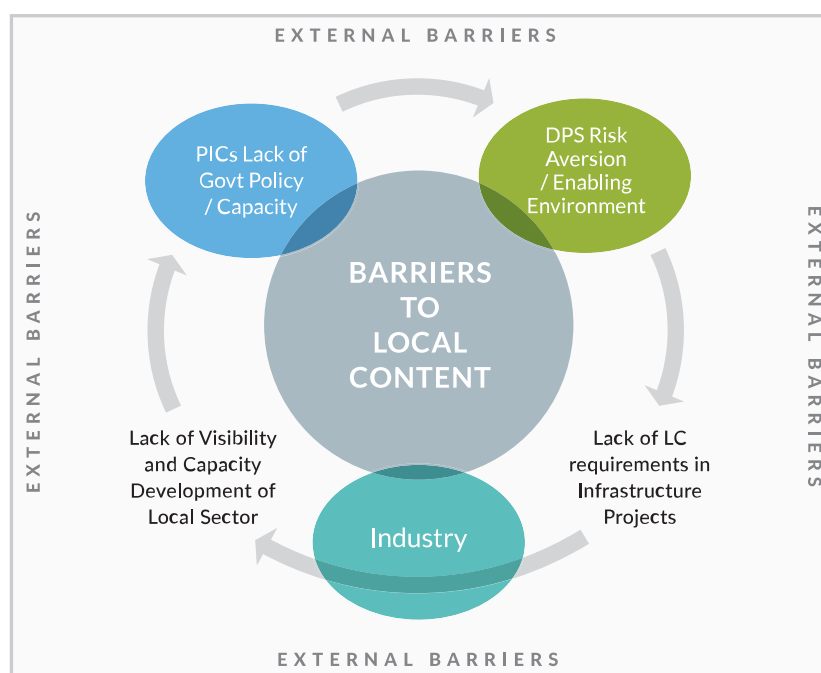 EXTERNAL BARRIERS
PICs Lack of
Govt Policy
/ Capacity
DPS Risk
Aversion
/ Enabling
Environment
EXTERNAL BARRIERS
BARRIERS
TO
LOCAL
CONTENT
EXTERNAL BARRIERS
Lack of Visibility
and Capacity
Development of
Local Sector
Lack of LC
requirements in
Infrastructure
Projects
Industry
EXTERNAL BARRIERS